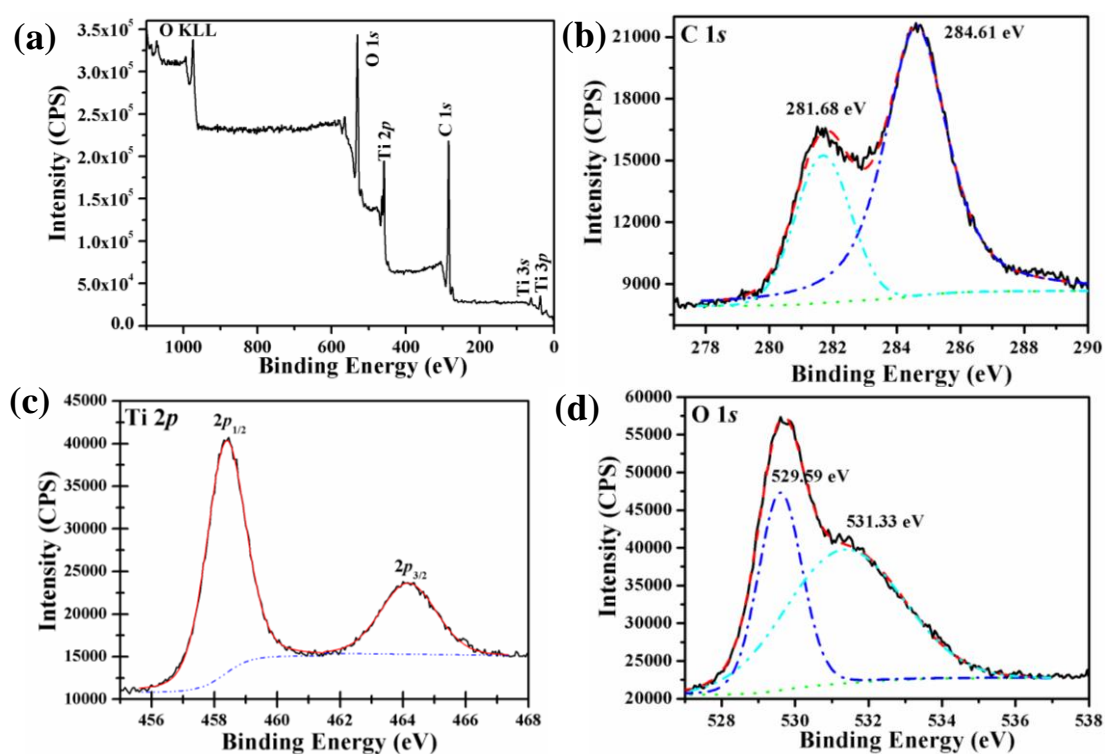 (a)
Intensity (CPS)
3.5x10⁵
3.0x10⁵
2.5x10⁵
2.0x10⁵
1.5x10⁵
1.0x10⁵
5.0x10⁴
0.0
O KLL
O 1s
Ti 2p
C 1s
Ti 3s
Ti 3p
1000 800 600 400 200 0
Binding Energy (eV)
(b)
Intensity (CPS)
21000
18000
15000
12000
9000
C 1s
284.61 eV
281.68 eV
278 280 282 284 286 288 290
Binding Energy (eV)
(c)
Intensity (CPS)
45000
40000
35000
30000
25000
20000
15000
10000
Ti 2p
2p₁/₂
2p₃/₂
456 458 460 462 464 466 468
Binding Energy (eV)
(d)
Intensity (CPS)
60000
55000
50000
45000
40000
35000
30000
25000
20000
O 1s
529.59 eV
531.33 eV
528 530 532 534 536 538
Binding Energy (eV)